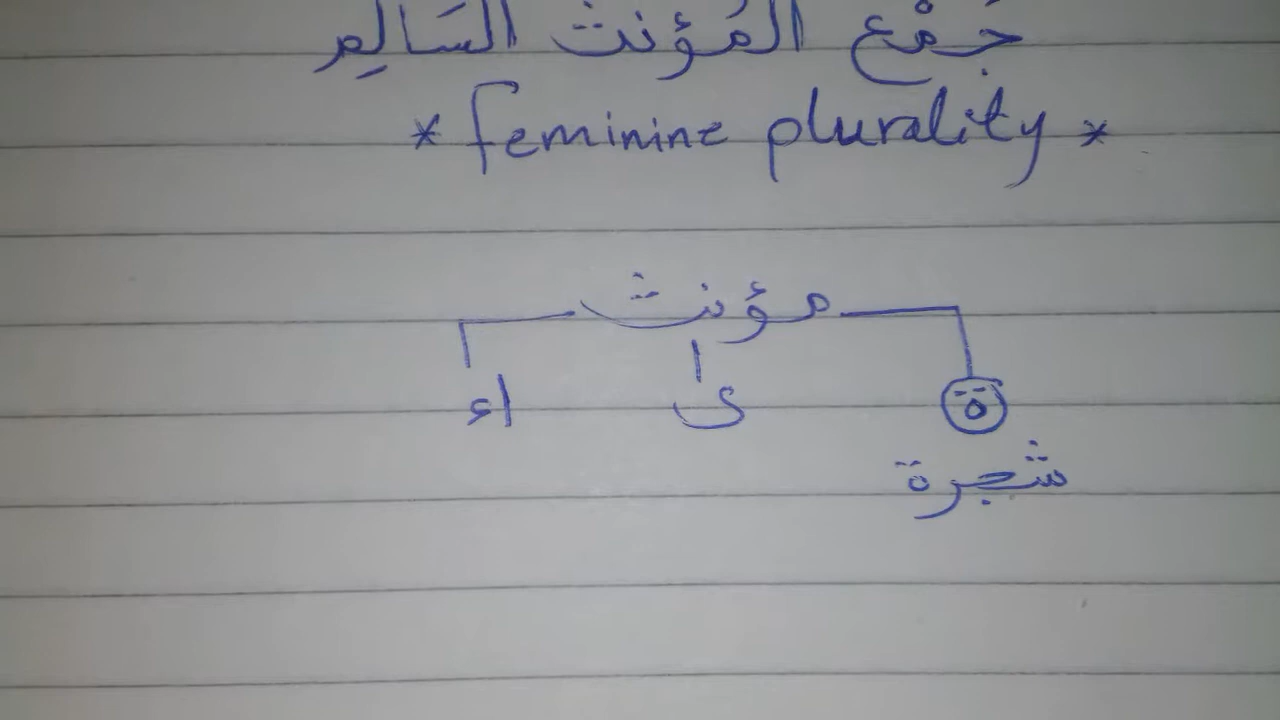 جَمْع المُؤنث السَالِم
* feminine plurality *
مؤنث
ة ى اء
شجرة